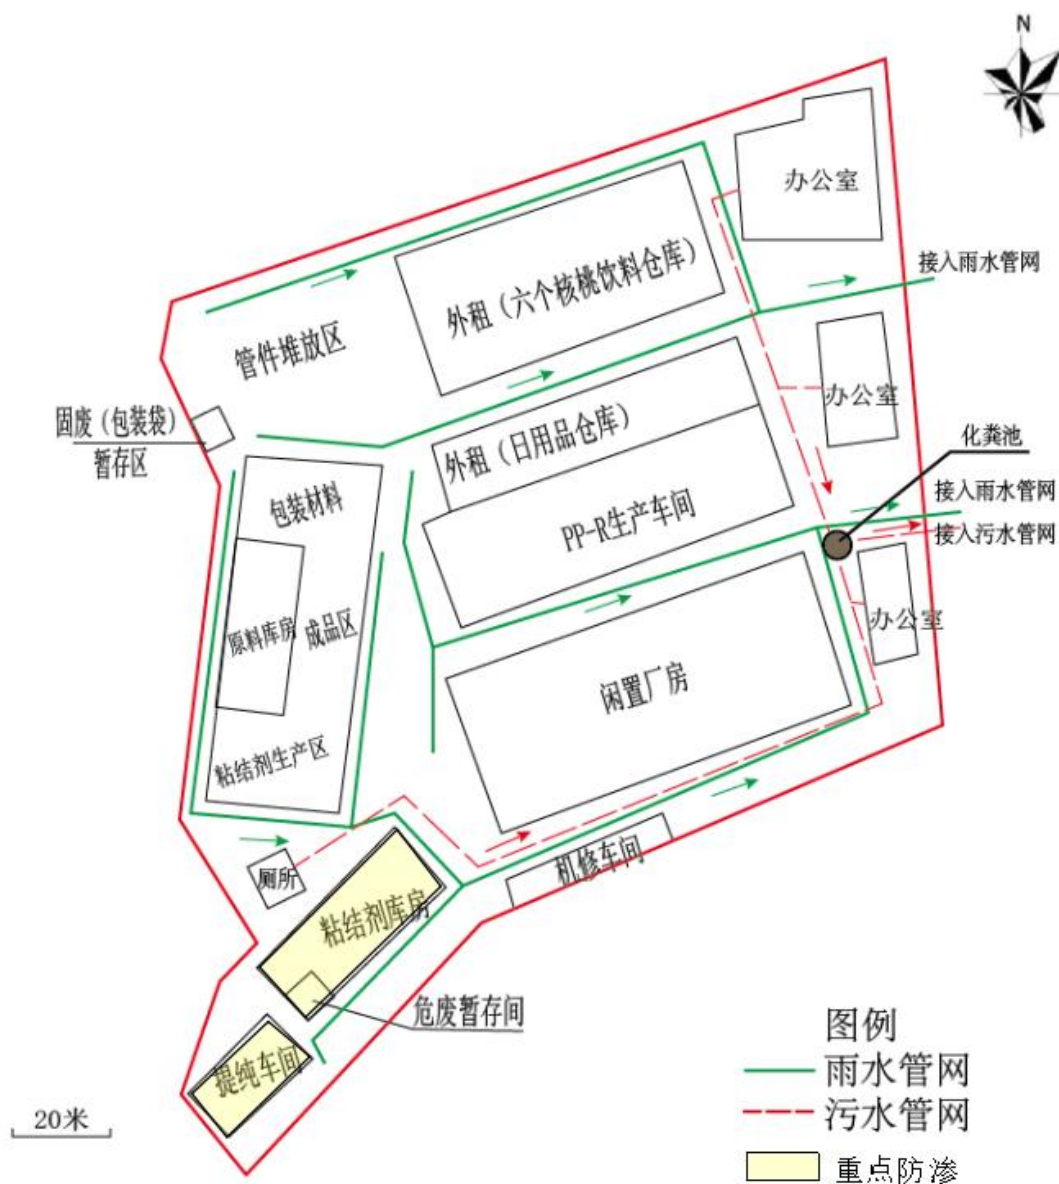 N
办公室
接入雨水管网
外租（六个核桃饮料仓库）
管件堆放区
办公室
固废（包装袋）
暂存区
外租（日用品仓库）
化粪池
包装材料
接入雨水管网
PP-R生产车间
接入污水管网
原料库房
成品区
办公室
闲置厂房
粘结剂生产区
机修车间
厕所
粘结剂库房
危废暂存间
提纯车间
20米
图例
雨水管网
污水管网
重点防渗